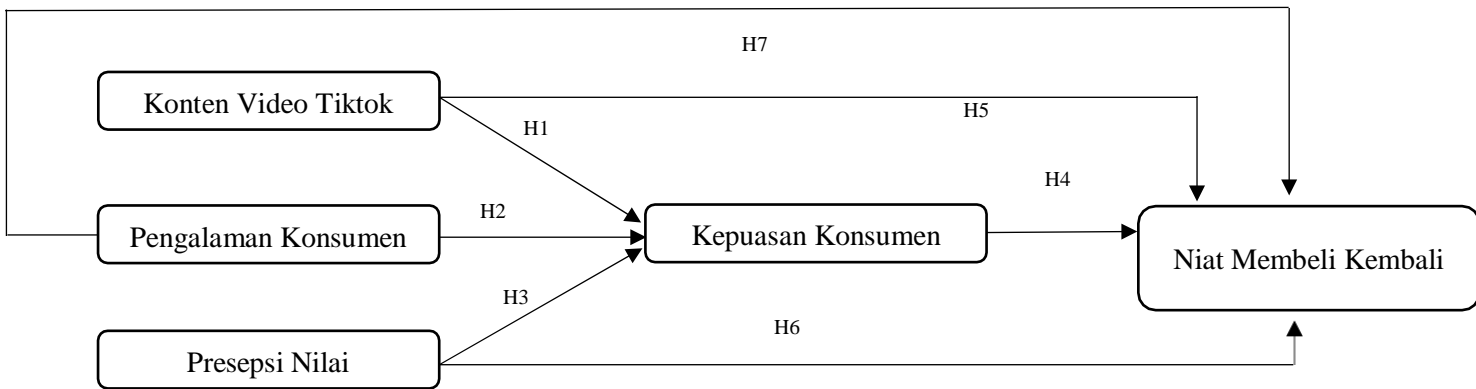 H7
Konten Video Tiktok
H5
H1
H4
H2
Pengalaman Konsumen
Kepuasan Konsumen
Niat Membeli Kembali
H3
H6
Presepsi Nilai